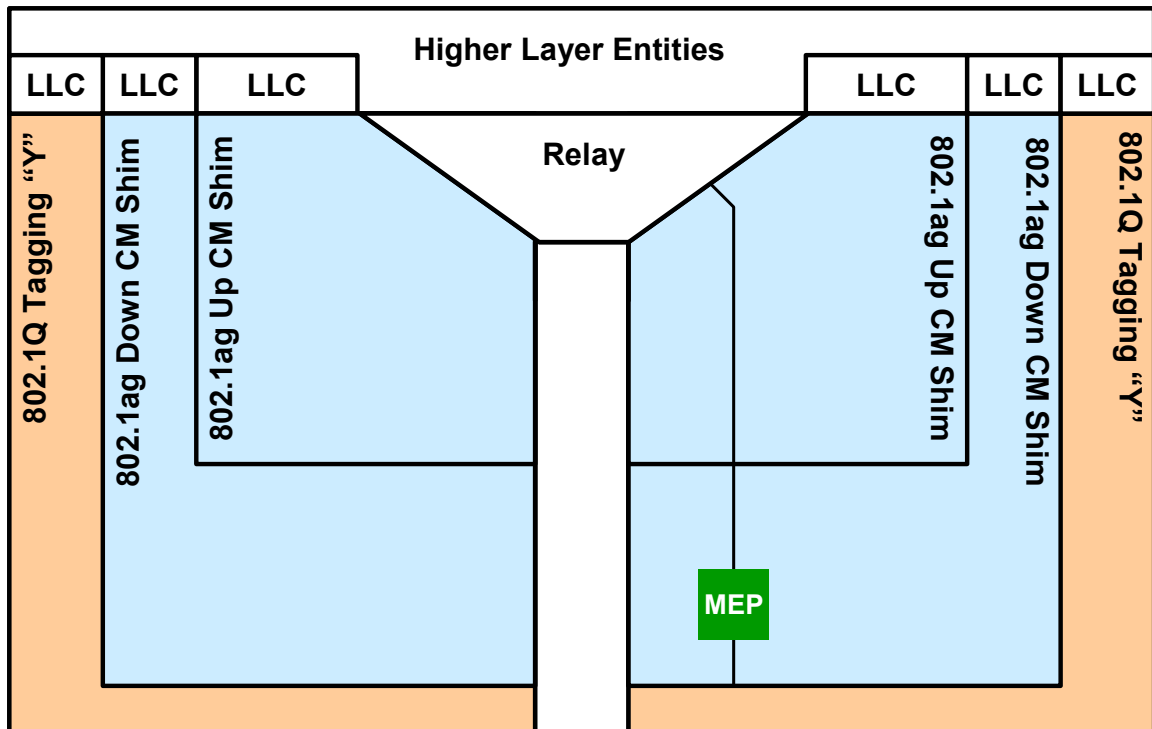 Higher Layer Entities
LLC
LLC
LLC
LLC
LLC
LLC
Relay
802.1Q Tagging “Y”
802.1ag Down CM Shim
802.1ag Up CM Shim
802.1ag Up CM Shim
802.1ag Down CM Shim
802.1Q Tagging “Y”
MEP